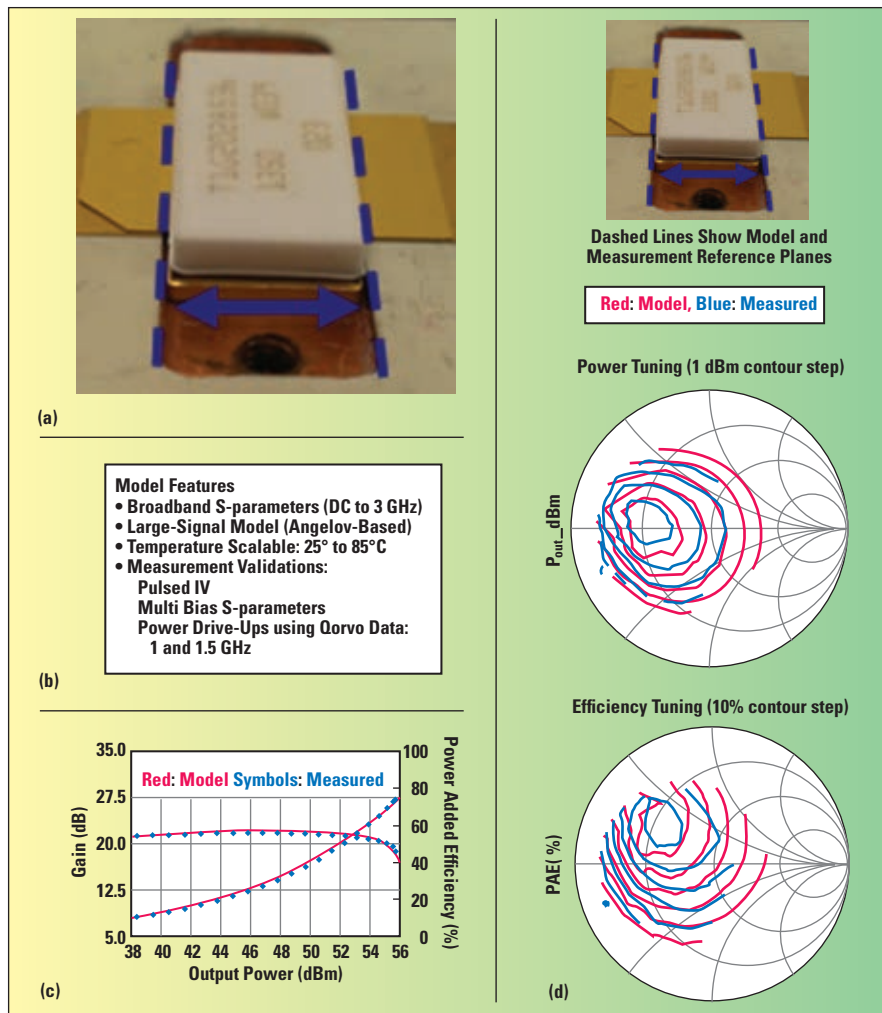 (a)
Model Features
• Broadband S-parameters (DC to 3 GHz)
• Large-Signal Model (Angelov-Based)
• Temperature Scalable: 25° to 85°C
• Measurement Validations:
Pulsed IV
Multi Bias S-parameters
Power Drive-Ups using Qorvo Data:
1 and 1.5 GHz
(b)
Red: Model Symbols: Measured
Gain (dB)
35.0
27.5
20.0
12.5
5.0
Power Added Efficiency (%)
100
80
60
40
20
0
38 40 42 44 46 48 50 52 54 56
Output Power (dBm)
(c)
Dashed Lines Show Model and
Measurement Reference Planes
Red: Model, Blue: Measured
Power Tuning (1 dBm contour step)
Pout_dBm
Efficiency Tuning (10% contour step)
PAE( %)
(d)